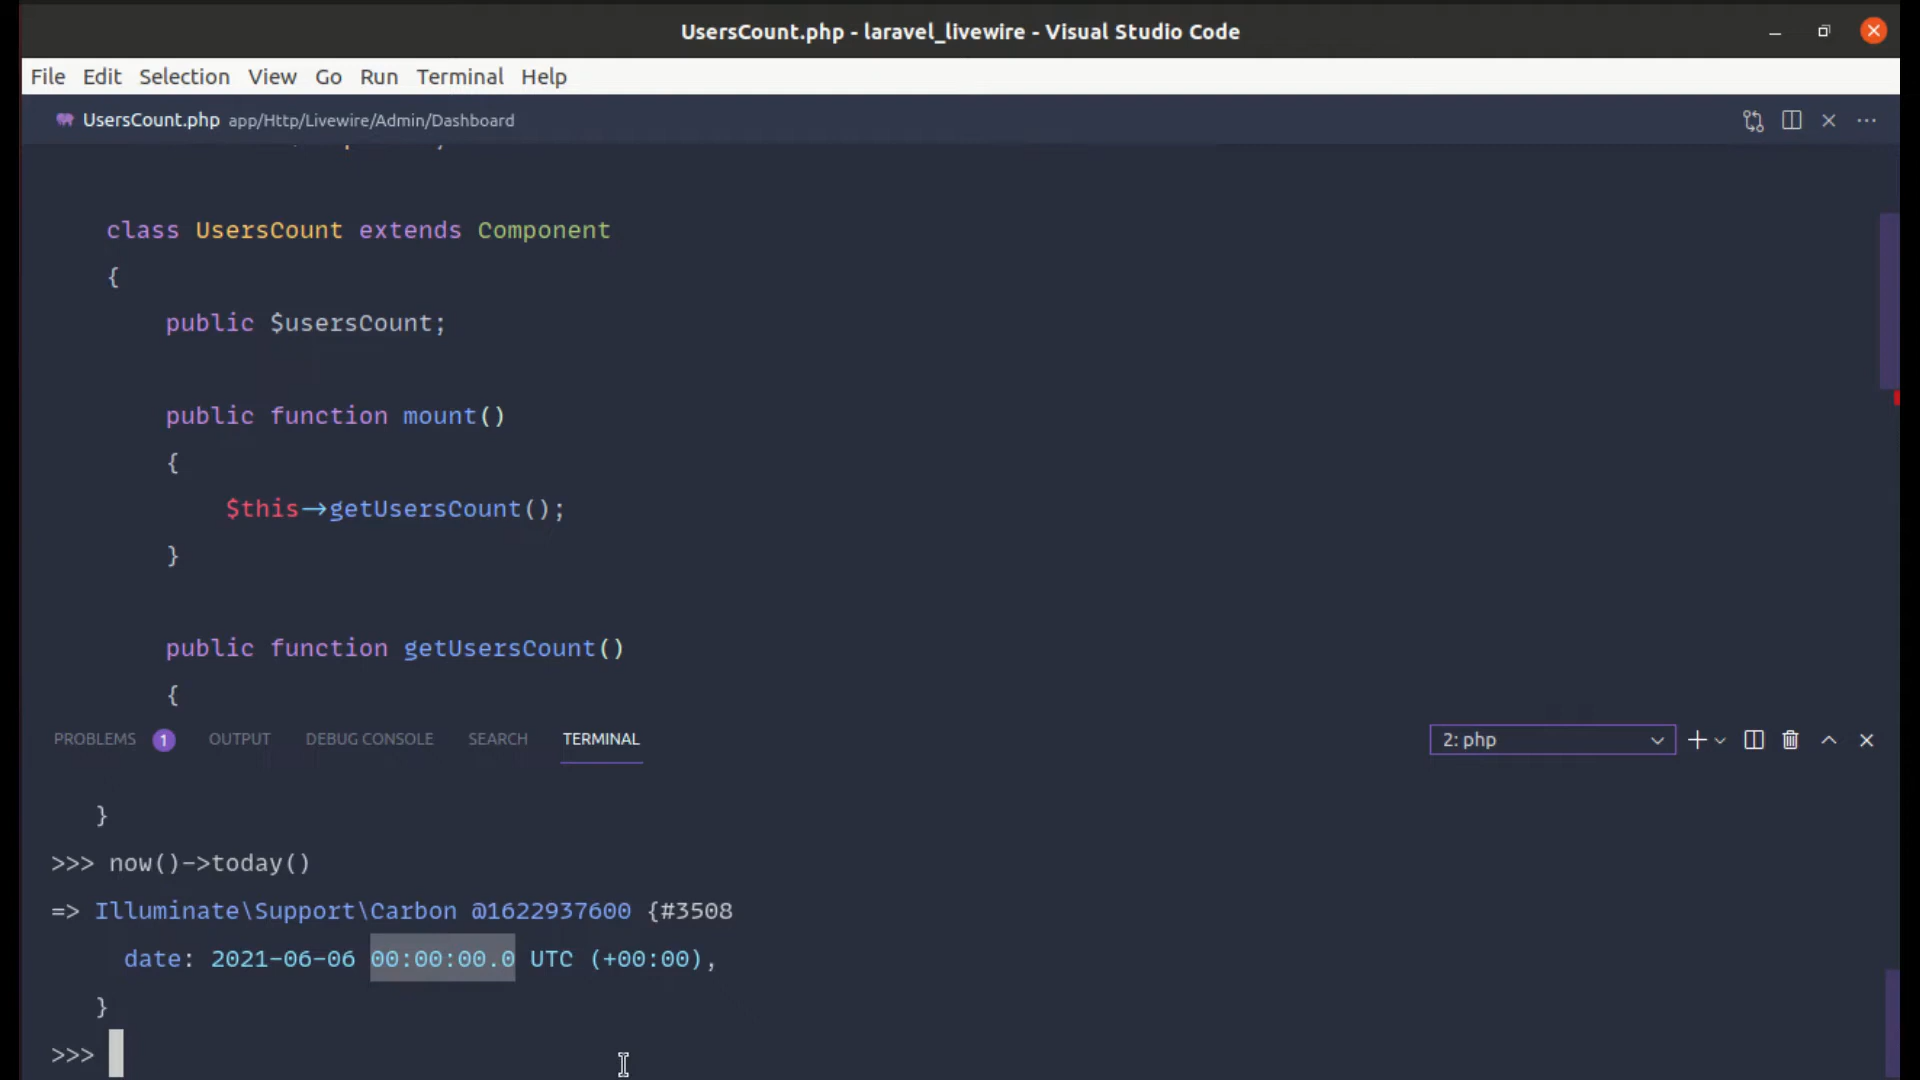 UsersCount.php - laravel_livewire - Visual Studio Code
File Edit Selection View Go Run Terminal Help
UsersCount.php app/Http/Livewire/Admin/Dashboard
class UsersCount extends Component
{
public $usersCount;
public function mount()
{
$this->getUsersCount();
}
public function getUsersCount()
{
PROBLEMS 1 OUTPUT DEBUG CONSOLE SEARCH TERMINAL 2: php
}
>>> now()->today()
=> Illuminate\Support\Carbon @1622937600 {#3508
date: 2021-06-06 00:00:00.0 UTC (+00:00),
}
>>>